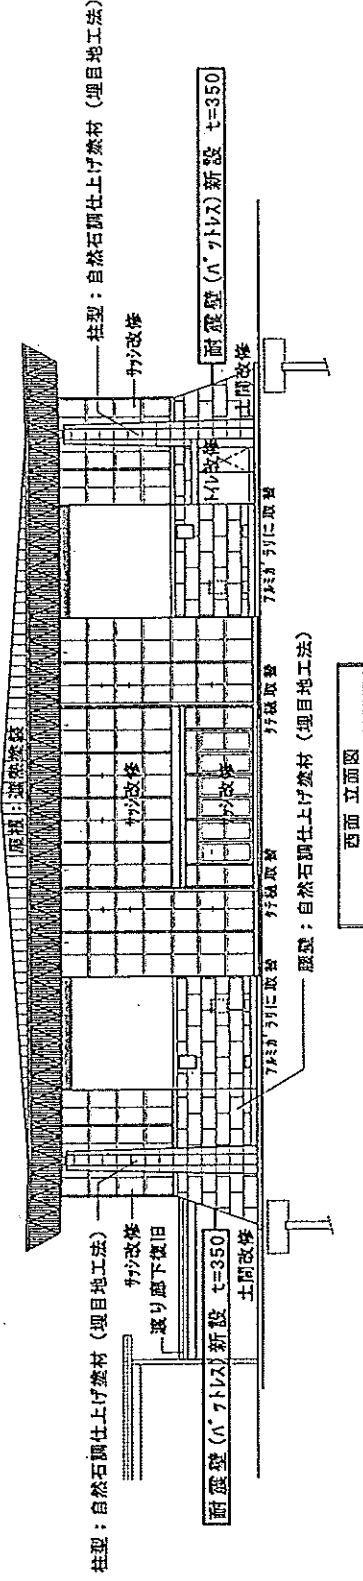 柱型；自然石調仕上げ塗材（埋目地工法）
サッシ改修
渡り廊下復旧
耐震壁（バットレス）新設 t=350
土間改修
屋根：遮熱塗装
サッシ改修
サッシ改修
アルミガラリに取替
タテ樋取替
タテ樋取替
アルミガラリに取替
腰壁；自然石調仕上げ塗材（埋目地工法）
トイレ改修
柱型；自然石調仕上げ塗材（埋目地工法）
サッシ改修
耐震壁（バットレス）新設 t=350
土間改修
西面 立面図